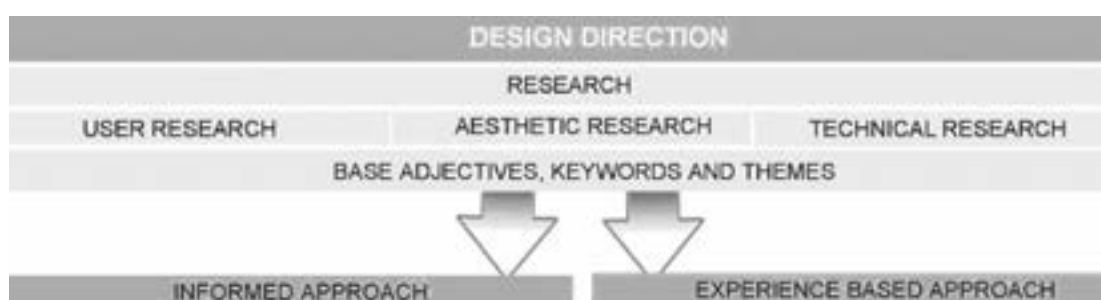 DESIGN DIRECTION
RESEARCH
USER RESEARCH AESTHETIC RESEARCH TECHNICAL RESEARCH
BASE ADJECTIVES, KEYWORDS AND THEMES
INFORMED APPROACH EXPERIENCE BASED APPROACH